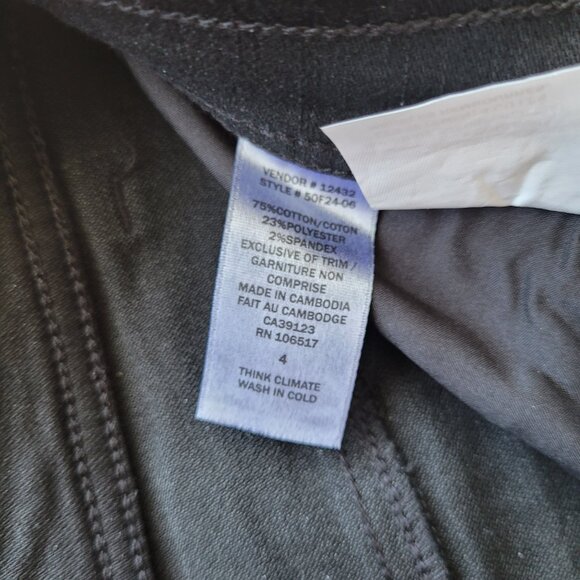 VENDOR # 12432
STYLE # 50F24-06
75%COTTON/COTON
23%POLYESTER
2%SPANDEX
EXCLUSIVE OF TRIM /
GARNITURE NON
COMPRISE
MADE IN CAMBODIA
FAIT AU CAMBODGE
CA39123
RN 106517
4
THINK CLIMATE
WASH IN COLD